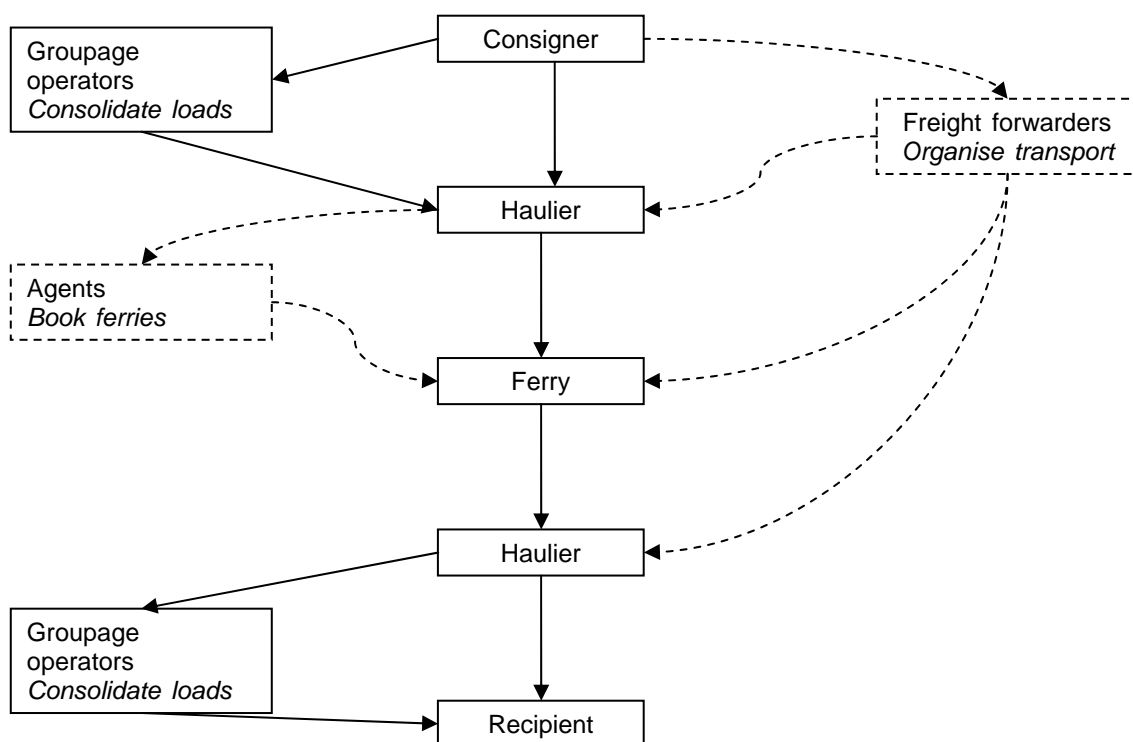 Consigner
Groupage
operators
Consolidate loads
Freight forwarders
Organise transport
Haulier
Agents
Book ferries
Ferry
Haulier
Groupage
operators
Consolidate loads
Recipient